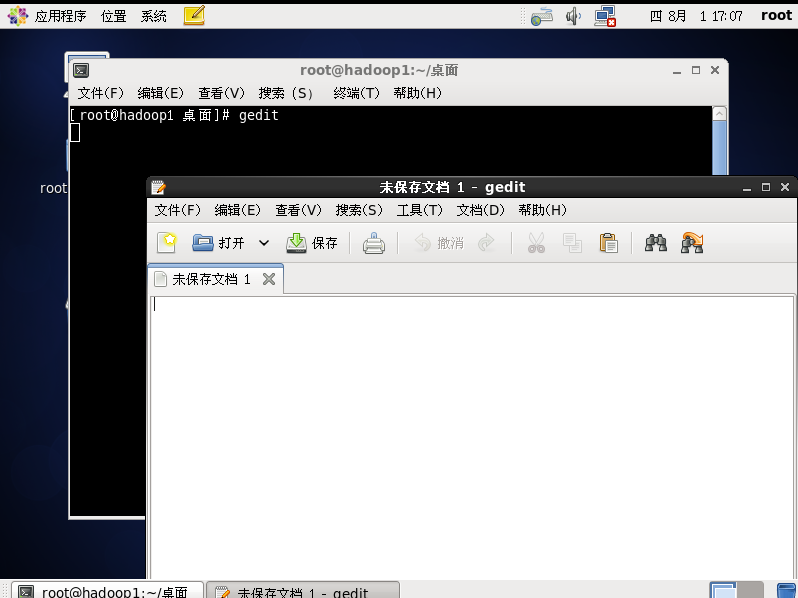 应用程序 位置 系统 四 8月 1 17:07 root
root@hadoop1:~/桌面
文件(F) 编辑(E) 查看(V) 搜索 (S) 终端(T) 帮助(H)
[root@hadoop1 桌面]# gedit
root
未保存文档 1 - gedit
文件(F) 编辑(E) 查看(V) 搜索(S) 工具(T) 文档(D) 帮助(H)
打开 保存 撤消
未保存文档 1
root@hadoop1:~/桌面 未保存文档 1 - gedit